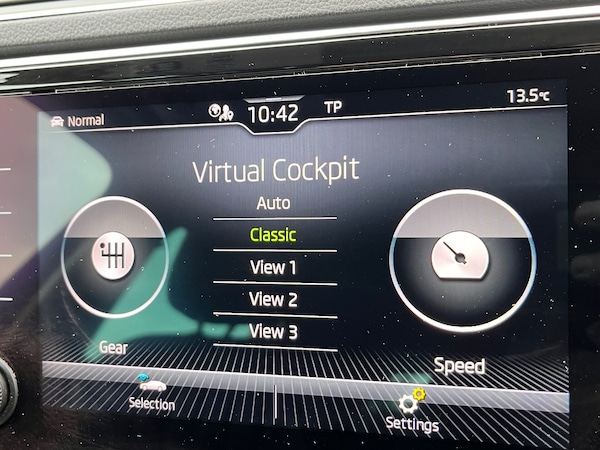 Normal
10:42
TP
13.5°C
Virtual Cockpit
Auto
Classic
View 1
View 2
View 3
Gear
Speed
Selection
Settings